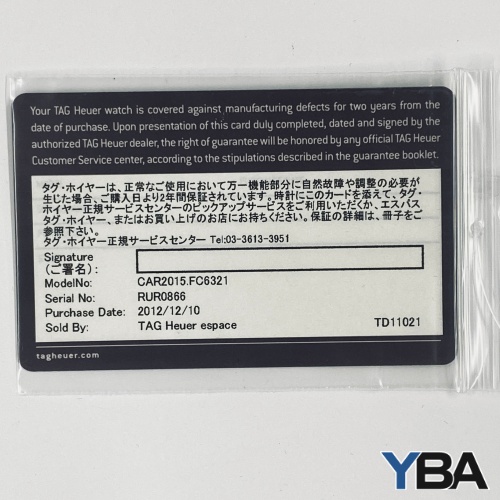 Your TAG Heuer watch is covered against manufacturing defects for two years from the
date of purchase. Upon presentation of this card duly completed, dated and signed by the
authorized TAG Heuer dealer, the right of guarantee will be honored by any official TAG Heuer
Customer Service center, according to the stipulations described in the guarantee booklet.
タグ・ホイヤーは、正常なご使用において万一機能部分に自然故障や調整の必要が
生じた場合、ご購入日より2年間保証されています。時計にこのカードを添えて、タグ・
ホイヤー正規サービスセンターのピックアップサービスをご利用いただくか、エスパス
タグ・ホイヤー、またはお買い上げのお店にお持ちください。保証の詳細は、冊子をご
参照下さい。
タグ・ホイヤー正規サービスセンター Tel:03-3613-3951
Signature
(ご署名):
ModelNo: CAR2015.FC6321
Serial No: RUR0866
Purchase Date: 2012/12/10
Sold By: TAG Heuer espace TD11021
tagheuer.com
YBA